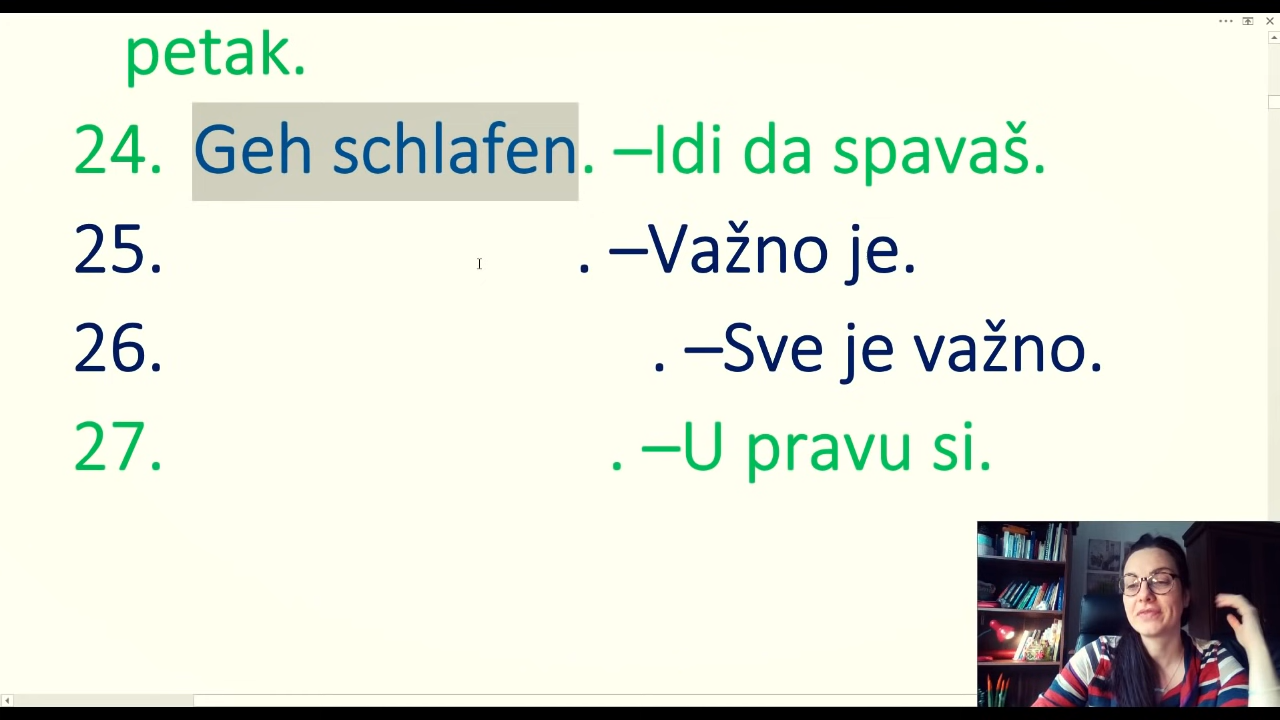 petak.
24. Geh schlafen. –Idi da spavaš.
25. . –Važno je.
26. . –Sve je važno.
27. . –U pravu si.